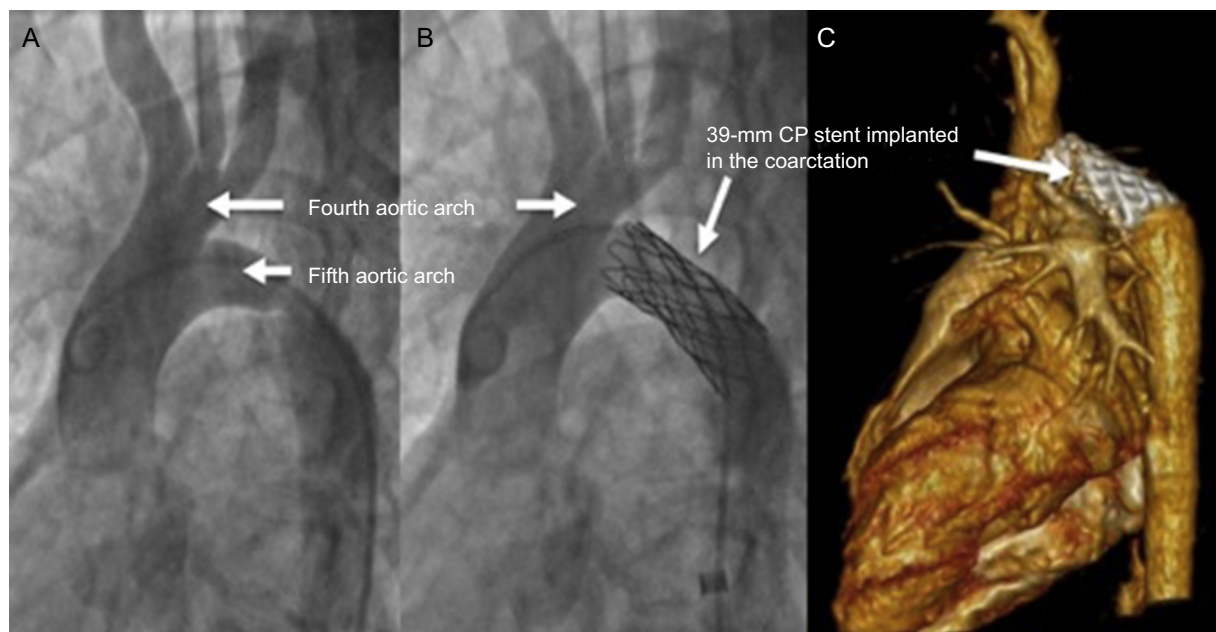 A
B
C
39-mm CP stent implanted
in the coarctation
Fourth aortic arch
Fifth aortic arch